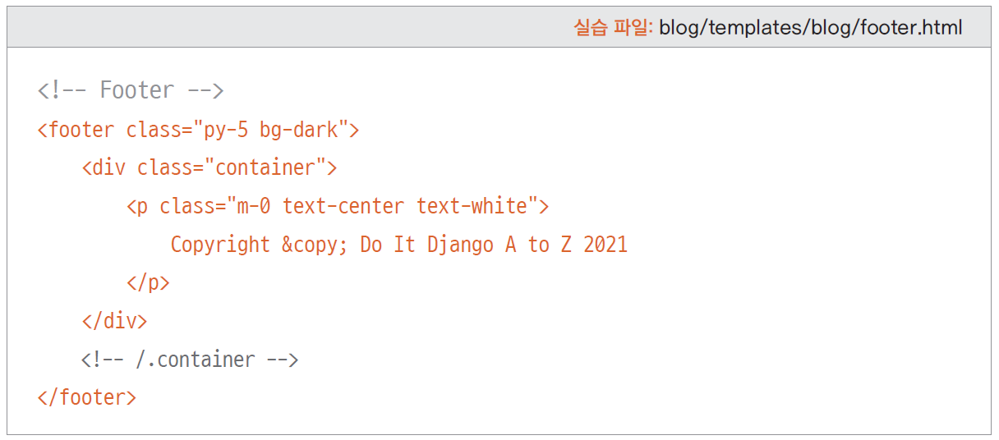 실습 파일: blog/templates/blog/footer.html
<!-- Footer -->
<footer class="py-5 bg-dark">
    <div class="container">
        <p class="m-0 text-center text-white">
            Copyright &copy; Do It Django A to Z 2021
        </p>
    </div>
    <!-- /.container -->
</footer>